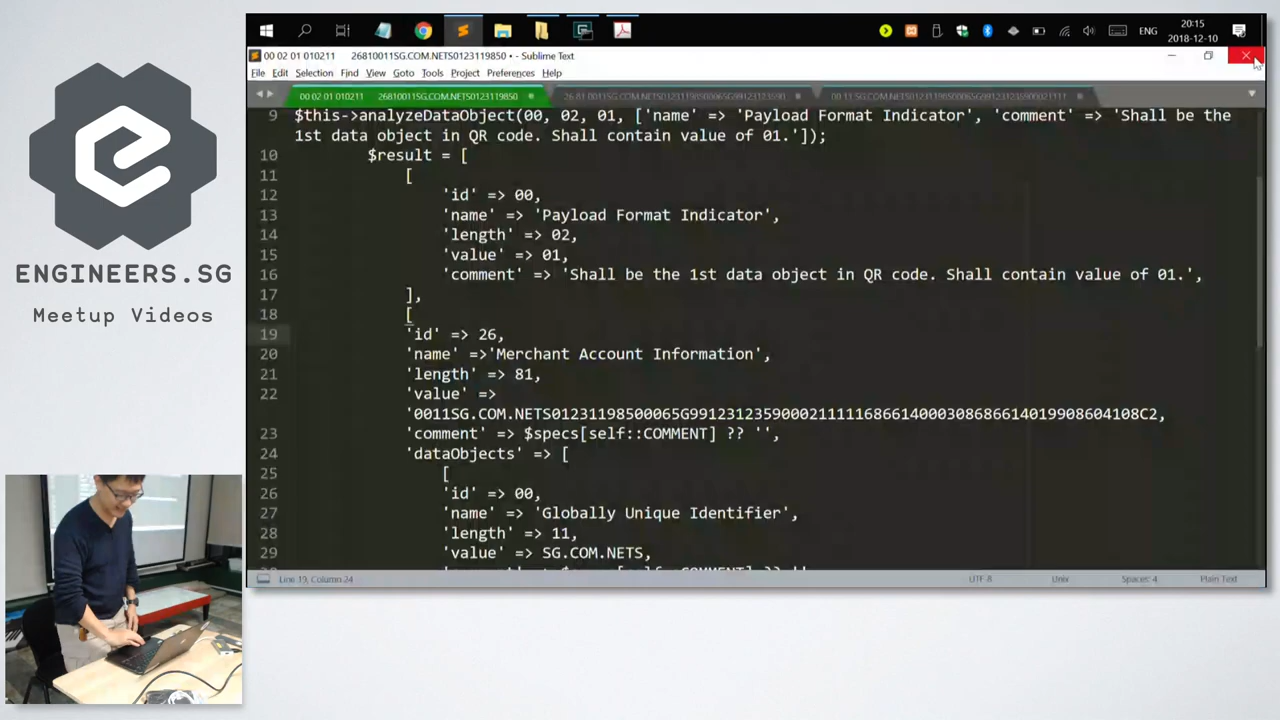 ENG
20:15
2018-12-10
00 02 01 010211 26810011SG.COM.NETS0123119850 • - Sublime Text
File Edit Selection Find View Goto Tools Project Preferences Help
00 02 01 010211 26810011SG.COM.NETS0123119850
9 $this->analyzeDataObject(00, 02, 01, ['name' => 'Payload Format Indicator', 'comment' => 'Shall be the
1st data object in QR code. Shall contain value of 01.']);
10 $result = [
11 [
12 'id' => 00,
13 'name' => 'Payload Format Indicator',
14 'length' => 02,
15 'value' => 01,
16 'comment' => 'Shall be the 1st data object in QR code. Shall contain value of 01.',
17 ],
18 [
19 'id' => 26,
20 'name' =>'Merchant Account Information',
21 'length' => 81,
22 'value' =>
'0011SG.COM.NETS01231198500065G9912312359000211111686614000308686614019908604108C2,
23 'comment' => $specs[self::COMMENT] ?? '',
24 'dataObjects' => [
25 [
26 'id' => 00,
27 'name' => 'Globally Unique Identifier',
28 'length' => 11,
29 'value' => SG.COM.NETS,
Line 19, Column 24
UTF-8 Unix Spaces: 4 Plain Text
ENGINEERS.SG
Meetup Videos